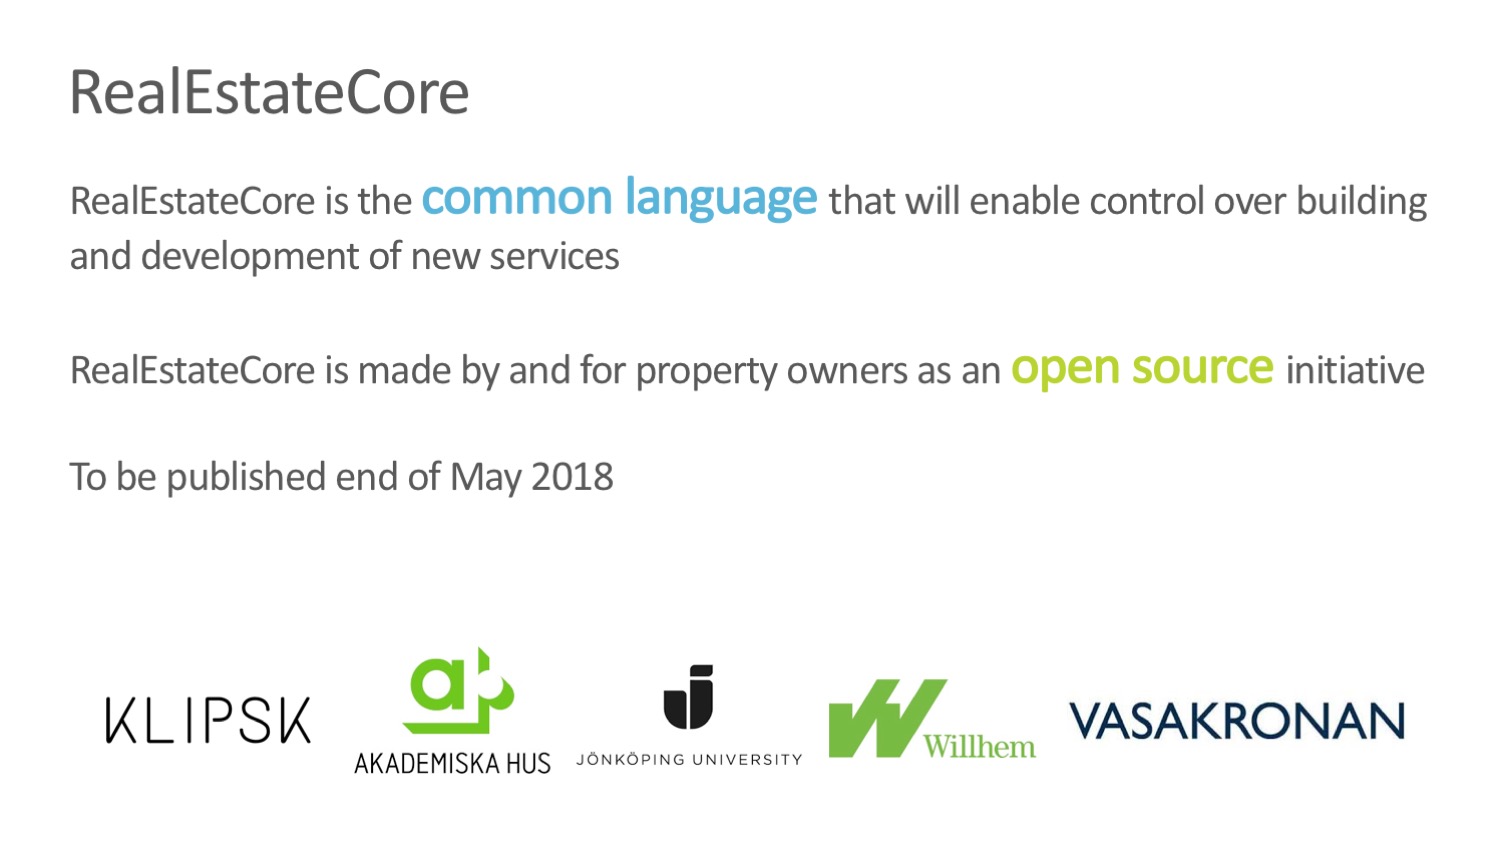 RealEstateCore
RealEstateCore is the common language that will enable control over building
and development of new services
RealEstateCore is made by and for property owners as an open source initiative
To be published end of May 2018
KLIPSK
AKADEMISKA HUS
JÖNKÖPING UNIVERSITY
Willhem
VASAKRONAN